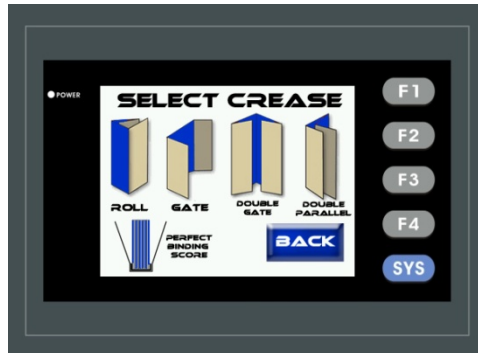 POWER
SELECT CREASE
ROLL
GATE
DOUBLE
GATE
DOUBLE
PARALLEL
PERFECT
BINDING
SCORE
BACK
F1
F2
F3
F4
SYS